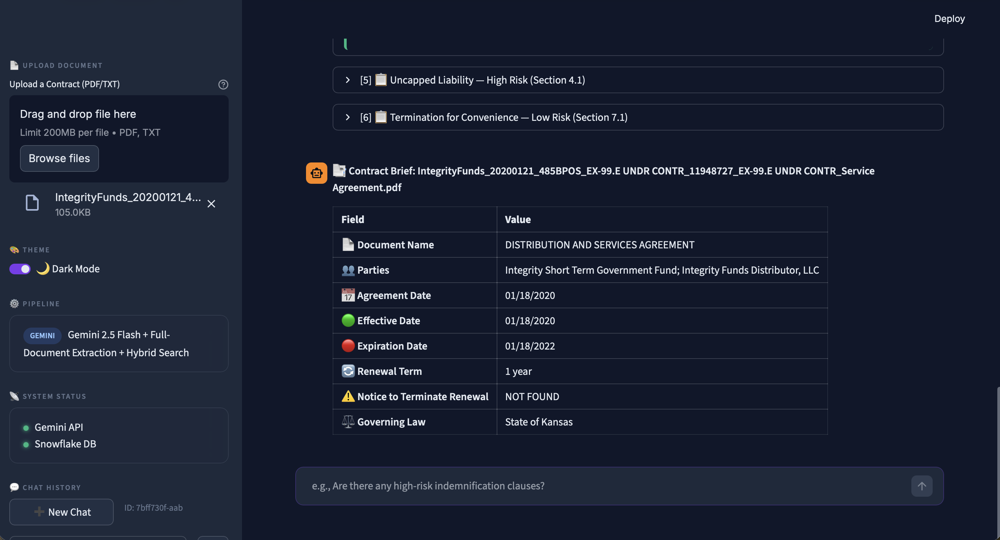 Deploy
UPLOAD DOCUMENT
Upload a Contract (PDF/TXT)
Drag and drop file here
Limit 200MB per file • PDF, TXT
Browse files
IntegrityFunds_20200121_4...
105.0KB
THEME
Dark Mode
PIPELINE
GEMINI Gemini 2.5 Flash + Full-
Document Extraction + Hybrid Search
SYSTEM STATUS
Gemini API
Snowflake DB
CHAT HISTORY
New Chat
ID: 7bff730f-aab
[5] Uncapped Liability — High Risk (Section 4.1)
[6] Termination for Convenience — Low Risk (Section 7.1)
Contract Brief: IntegrityFunds_20200121_485BPOS_EX-99.E UNDR CONTR_11948727_EX-99.E UNDR CONTR_Service
Agreement.pdf
Field Value
Document Name DISTRIBUTION AND SERVICES AGREEMENT
Parties Integrity Short Term Government Fund; Integrity Funds Distributor, LLC
Agreement Date 01/18/2020
Effective Date 01/18/2020
Expiration Date 01/18/2022
Renewal Term 1 year
Notice to Terminate Renewal NOT FOUND
Governing Law State of Kansas
e.g., Are there any high-risk indemnification clauses?